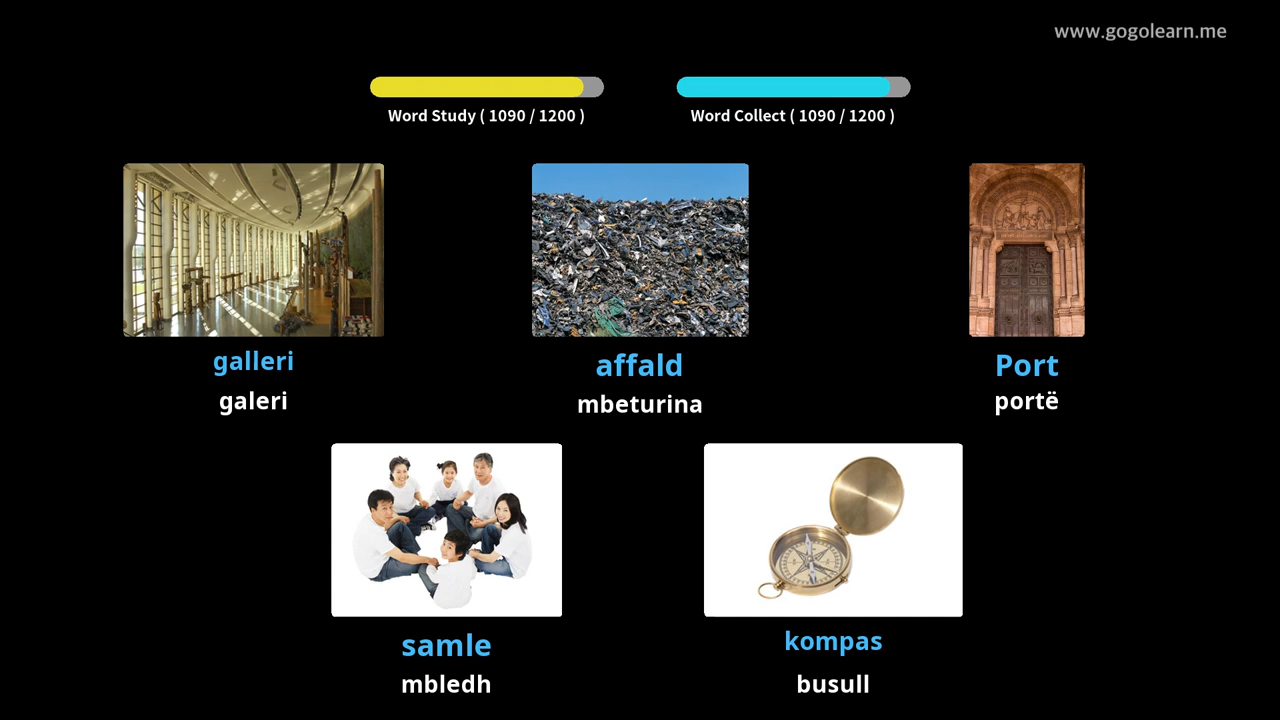 www.gogolearn.me
Word Study ( 1090 / 1200 )
Word Collect ( 1090 / 1200 )
galleri
affald
Port
galeri
mbeturina
portë
samle
kompas
mbledh
busull